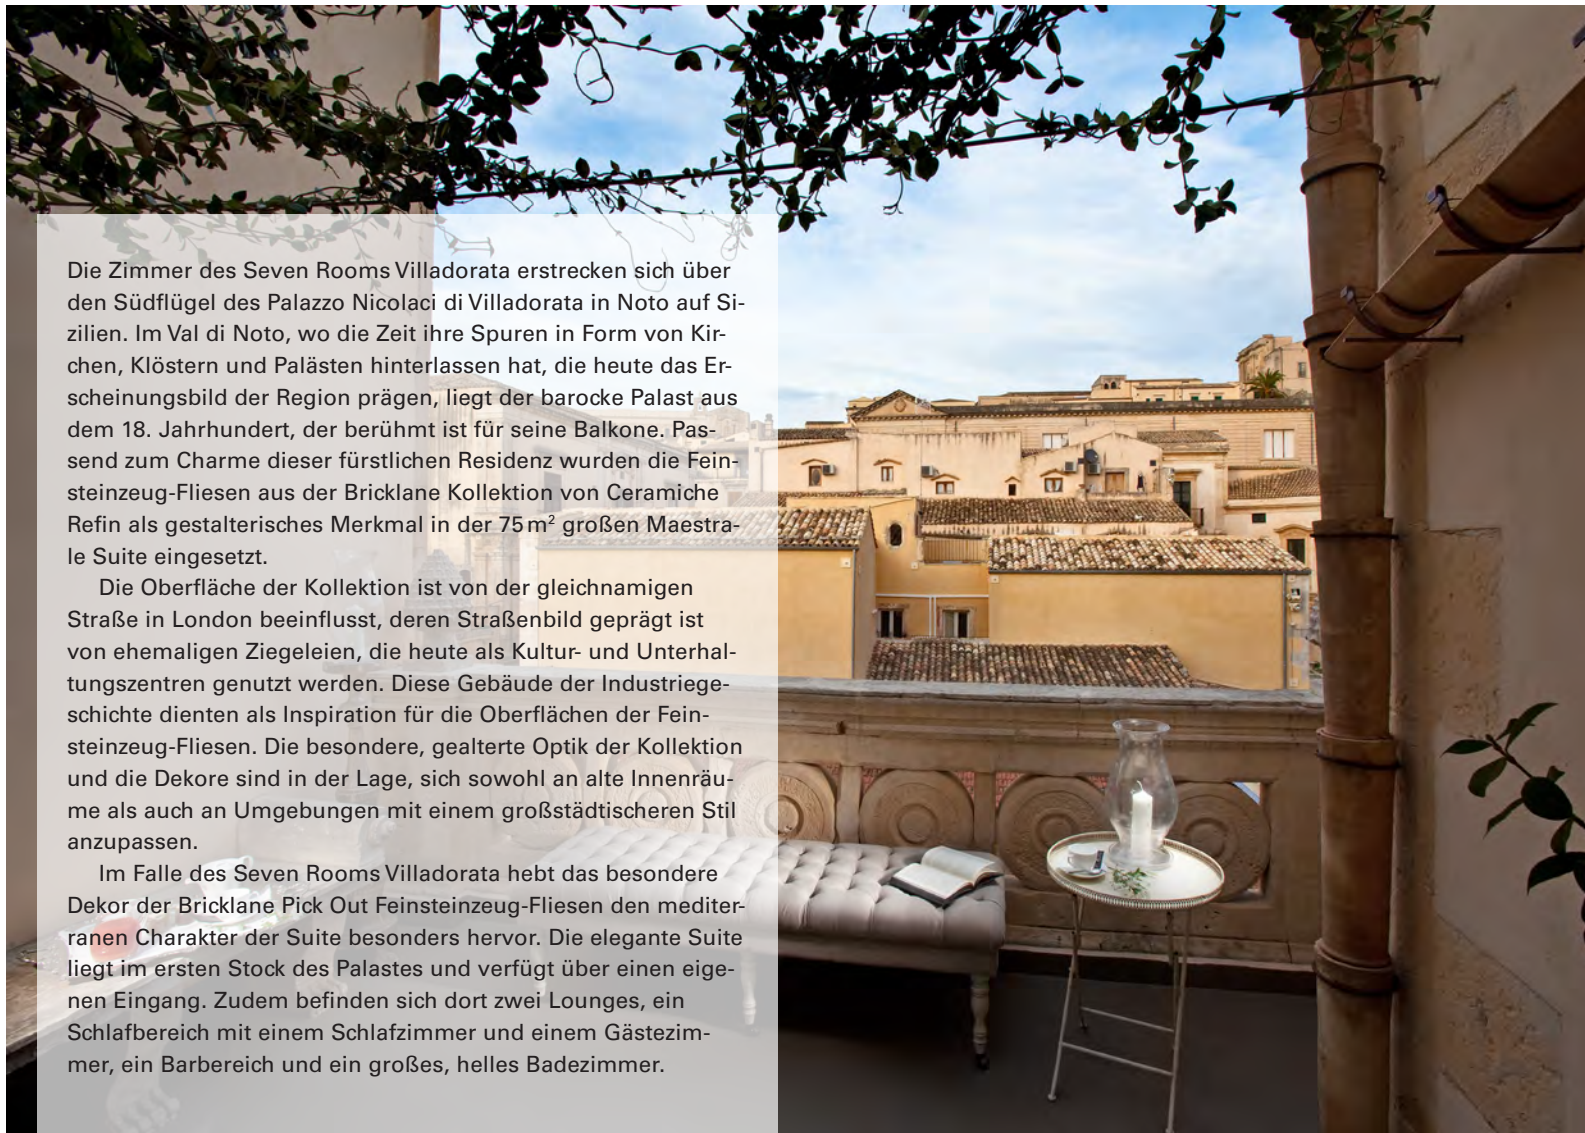 Die Zimmer des Seven Rooms Villadorata erstrecken sich über
den Südflügel des Palazzo Nicolaci di Villadorata in Noto auf Si-
zilien. Im Val di Noto, wo die Zeit ihre Spuren in Form von Kir-
chen, Klöstern und Palästen hinterlassen hat, die heute das Er-
scheinungsbild der Region prägen, liegt der barocke Palast aus
dem 18. Jahrhundert, der berühmt ist für seine Balkone. Pas-
send zum Charme dieser fürstlichen Residenz wurden die Fein-
steinzeug-Fliesen aus der Bricklane Kollektion von Ceramiche
Refin als gestalterisches Merkmal in der 75 m² großen Maestra-
le Suite eingesetzt.
Die Oberfläche der Kollektion ist von der gleichnamigen
Straße in London beeinflusst, deren Straßenbild geprägt ist
von ehemaligen Ziegeleien, die heute als Kultur- und Unterhal-
tungszentren genutzt werden. Diese Gebäude der Industriege-
schichte dienten als Inspiration für die Oberflächen der Fein-
steinzeug-Fliesen. Die besondere, gealterte Optik der Kollektion
und die Dekore sind in der Lage, sich sowohl an alte Innenräu-
me als auch an Umgebungen mit einem großstädtischeren Stil
anzupassen.
Im Falle des Seven Rooms Villadorata hebt das besondere
Dekor der Bricklane Pick Out Feinsteinzeug-Fliesen den mediter-
ranen Charakter der Suite besonders hervor. Die elegante Suite
liegt im ersten Stock des Palastes und verfügt über einen eige-
nen Eingang. Zudem befinden sich dort zwei Lounges, ein
Schlafbereich mit einem Schlafzimmer und einem Gästezim-
mer, ein Barbereich und ein großes, helles Badezimmer.